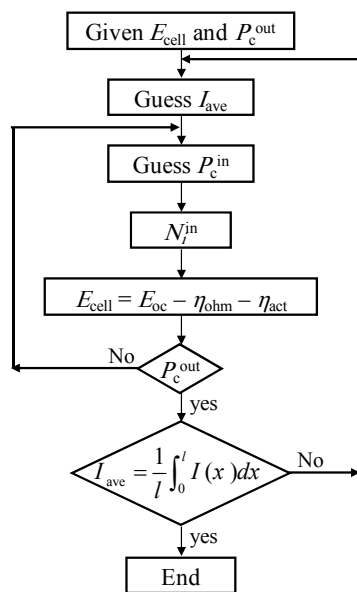 Given E_cell and P_c^out
Guess I_ave
Guess P_c^in
N_i^in
E_cell = E_oc − η_ohm − η_act
No
P_c^out
yes
I_ave = 1/l ∫_0^l I(x)dx
No
yes
End